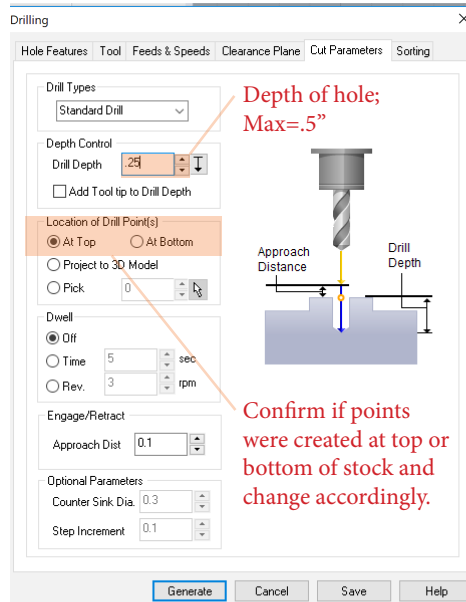 Drilling
Hole Features Tool Feeds & Speeds Clearance Plane Cut Parameters Sorting
Drill Types
Standard Drill
Depth of hole;
Max=.5”
Depth Control
Drill Depth .25
Add Tool tip to Drill Depth
Location of Drill Point(s)
At Top At Bottom
Project to 3D Model
Pick 0
Approach
Distance
Drill
Depth
Dwell
Off
Time 5 sec
Rev. 3 rpm
Engage/Retract
Approach Dist 0.1
Confirm if points
were created at top or
bottom of stock and
change accordingly.
Optional Parameters
Counter Sink Dia. 0.3
Step Increment 0.1
Generate Cancel Save Help